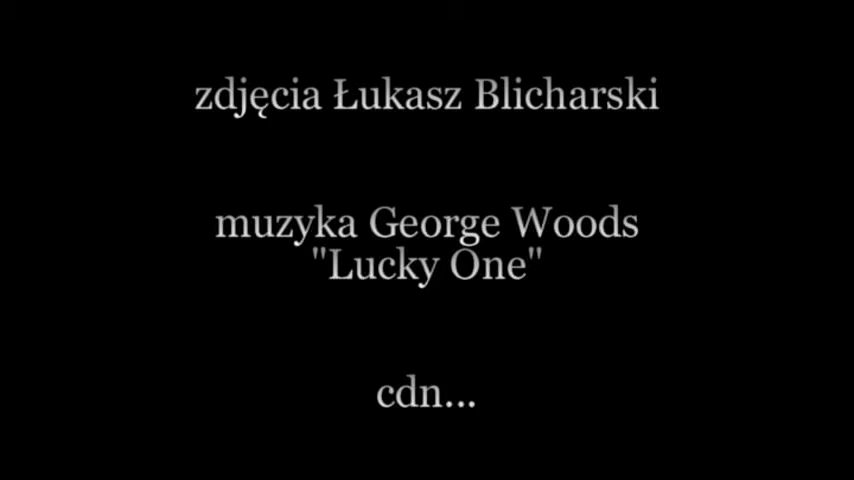 zdjęcia Łukasz Blicharski
muzyka George Woods
"Lucky One"
cdn...